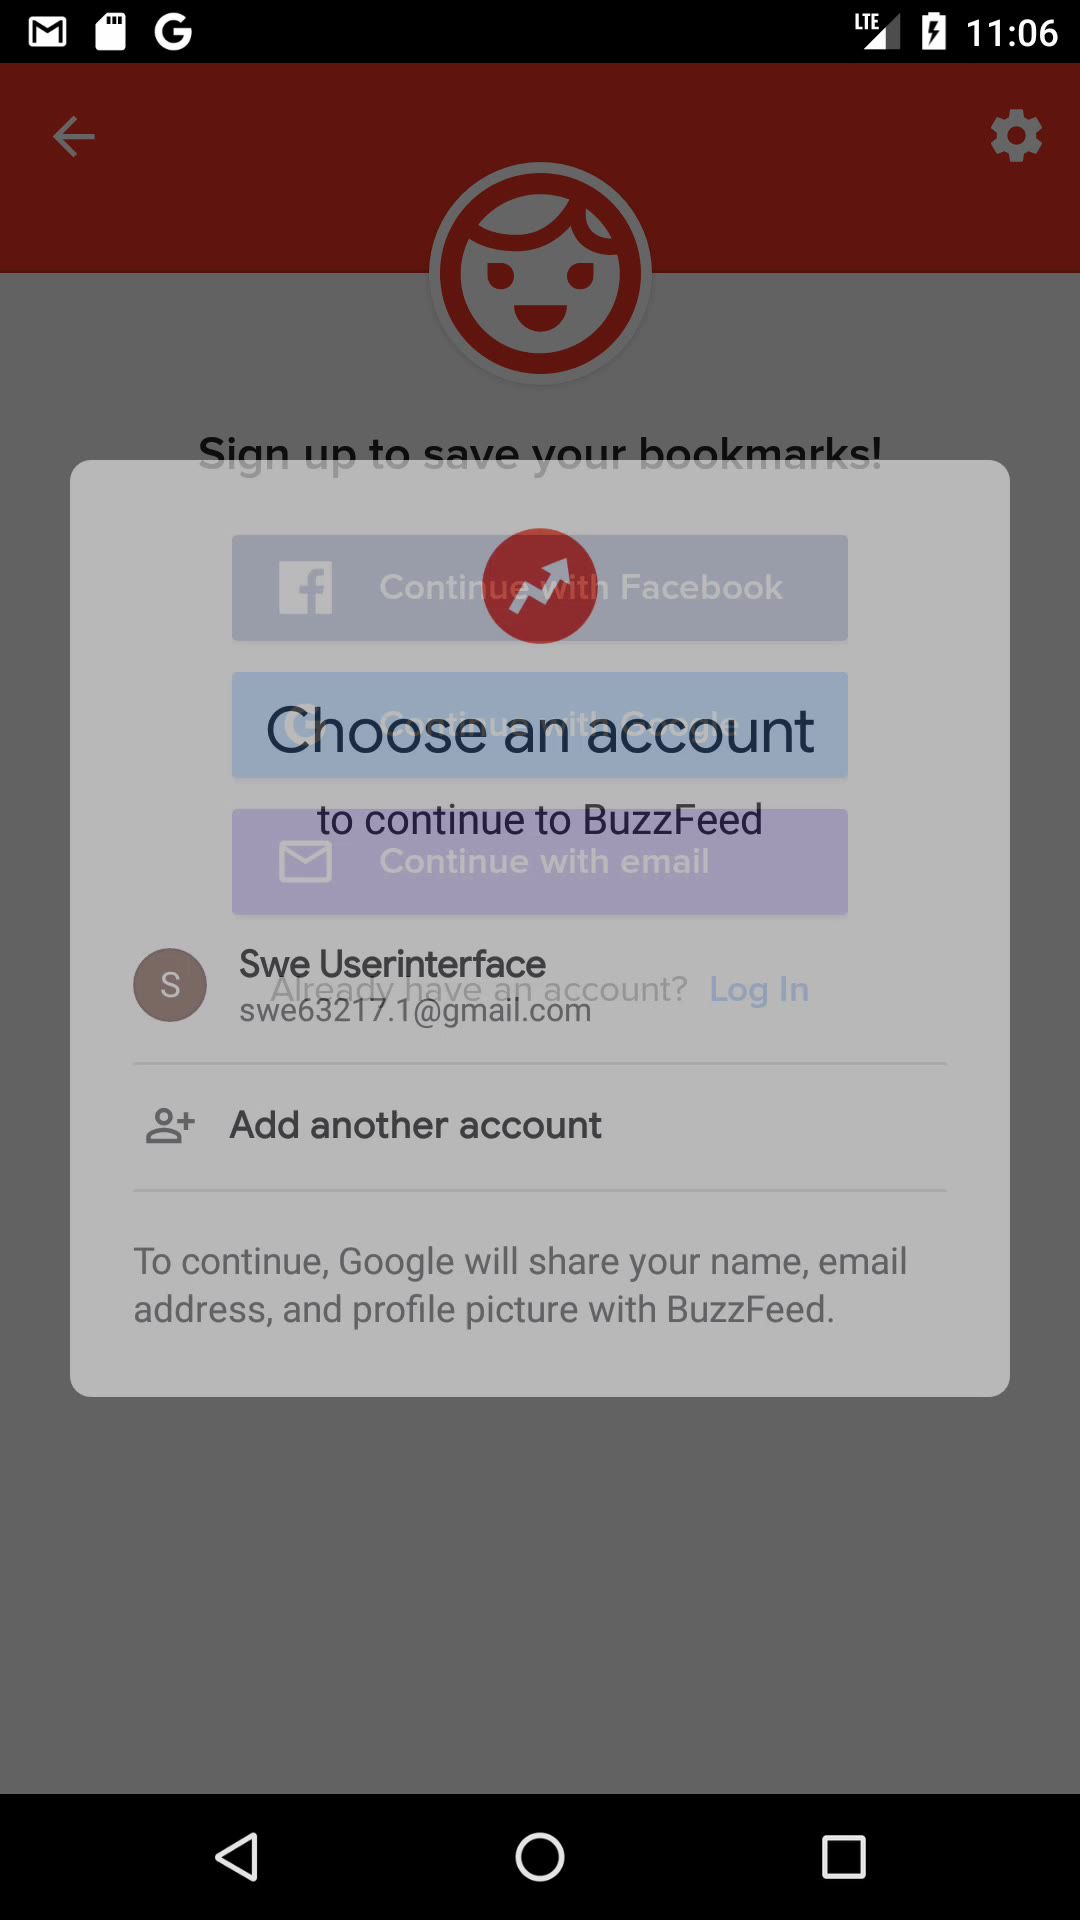 LTE 11:06
Sign up to save your bookmarks!
Continue with Facebook
Continue with Google
Choose an account
to continue to BuzzFeed
Continue with email
S
Swe Userinterface
Already have an account? Log In
swe63217.1@gmail.com
Add another account
To continue, Google will share your name, email
address, and profile picture with BuzzFeed.